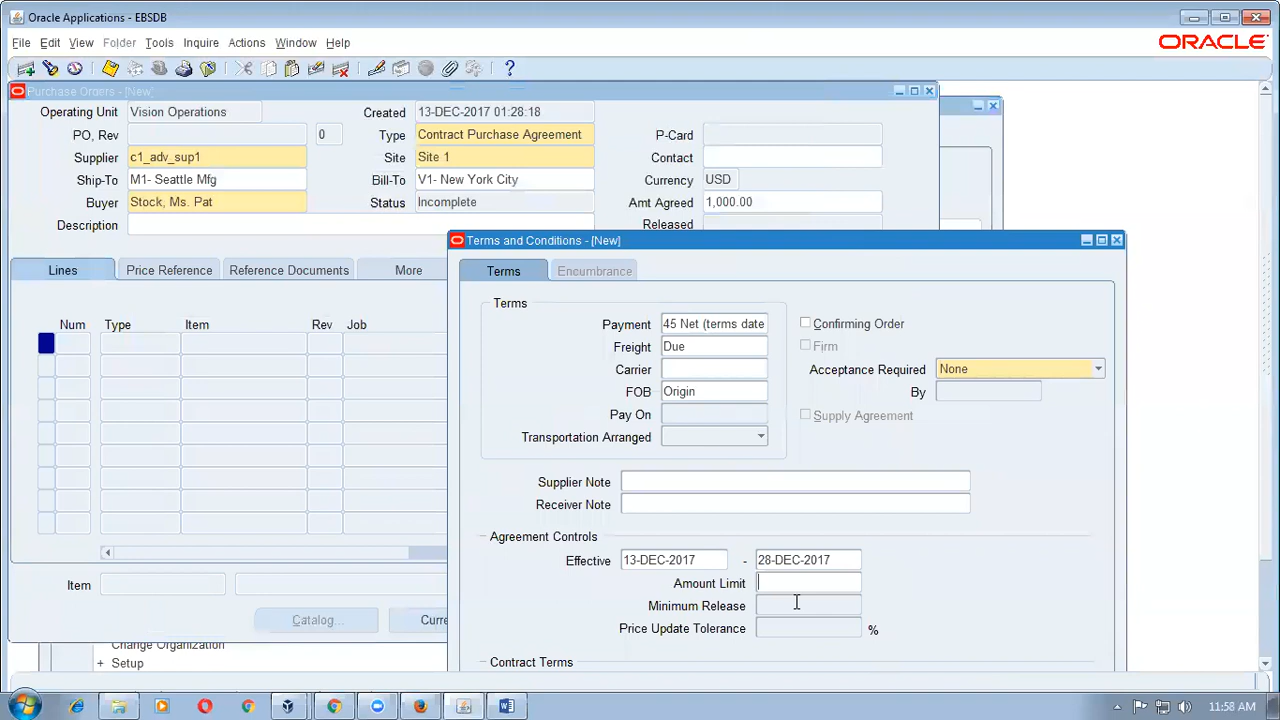 Oracle Applications - EBSDB
File Edit View Folder Tools Inquire Actions Window Help
ORACLE
Purchase Orders - [New]
Operating Unit Vision Operations Created 13-DEC-2017 01:28:18
PO, Rev 0 Type Contract Purchase Agreement P-Card
Supplier c1_adv_sup1 Site Site 1 Contact
Ship-To M1- Seattle Mfg Bill-To V1- New York City Currency USD
Buyer Stock, Ms. Pat Status Incomplete Amt Agreed 1,000.00
Description Released
Terms and Conditions - [New]
Lines Price Reference Reference Documents More
Terms Encumbrance
Terms
Num Type Item Rev Job
Payment 45 Net (terms date Confirming Order
Freight Due Firm
Carrier Acceptance Required None
FOB Origin By
Pay On Supply Agreement
Transportation Arranged
Supplier Note
Receiver Note
Agreement Controls
Effective 13-DEC-2017 - 28-DEC-2017
Item Amount Limit
Minimum Release
Catalog... Curre Price Update Tolerance %
Change Organization
+ Setup Contract Terms
11:58 AM